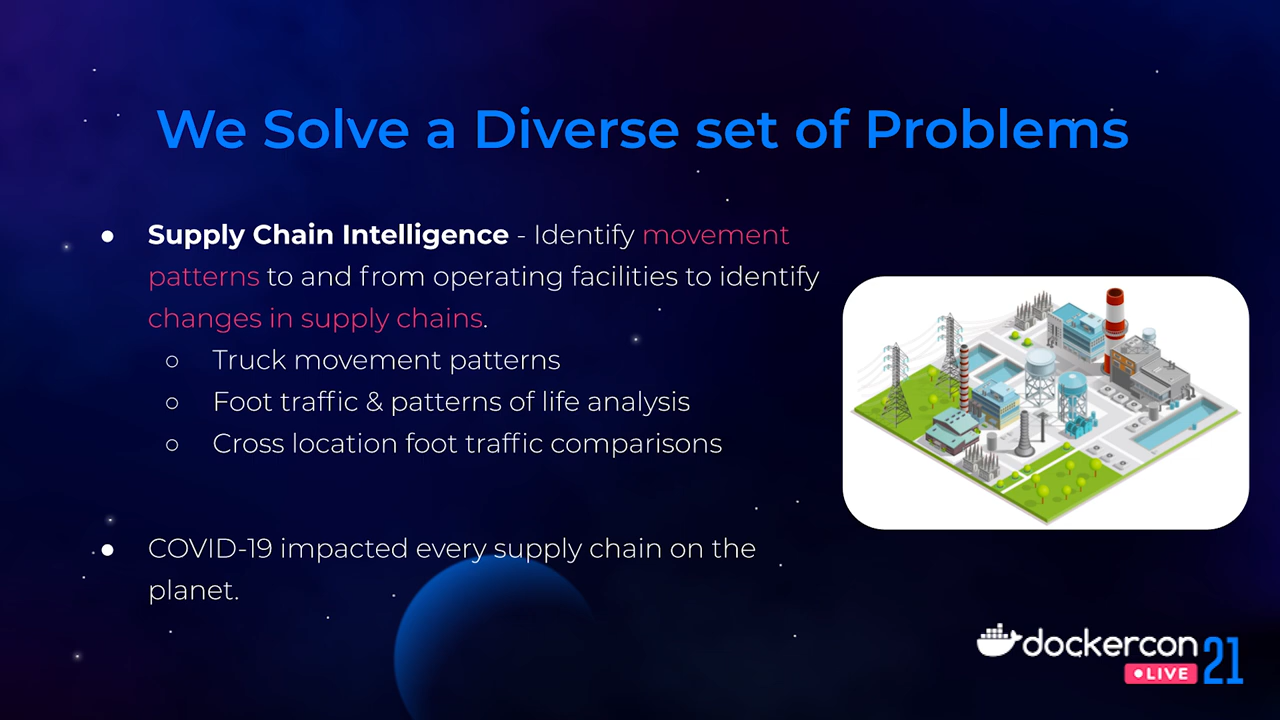 We Solve a Diverse set of Problems
● Supply Chain Intelligence - Identify movement
patterns to and from operating facilities to identify
changes in supply chains.
○ Truck movement patterns
○ Foot traffic & patterns of life analysis
○ Cross location foot traffic comparisons
● COVID-19 impacted every supply chain on the
planet.
dockercon
LIVE 21